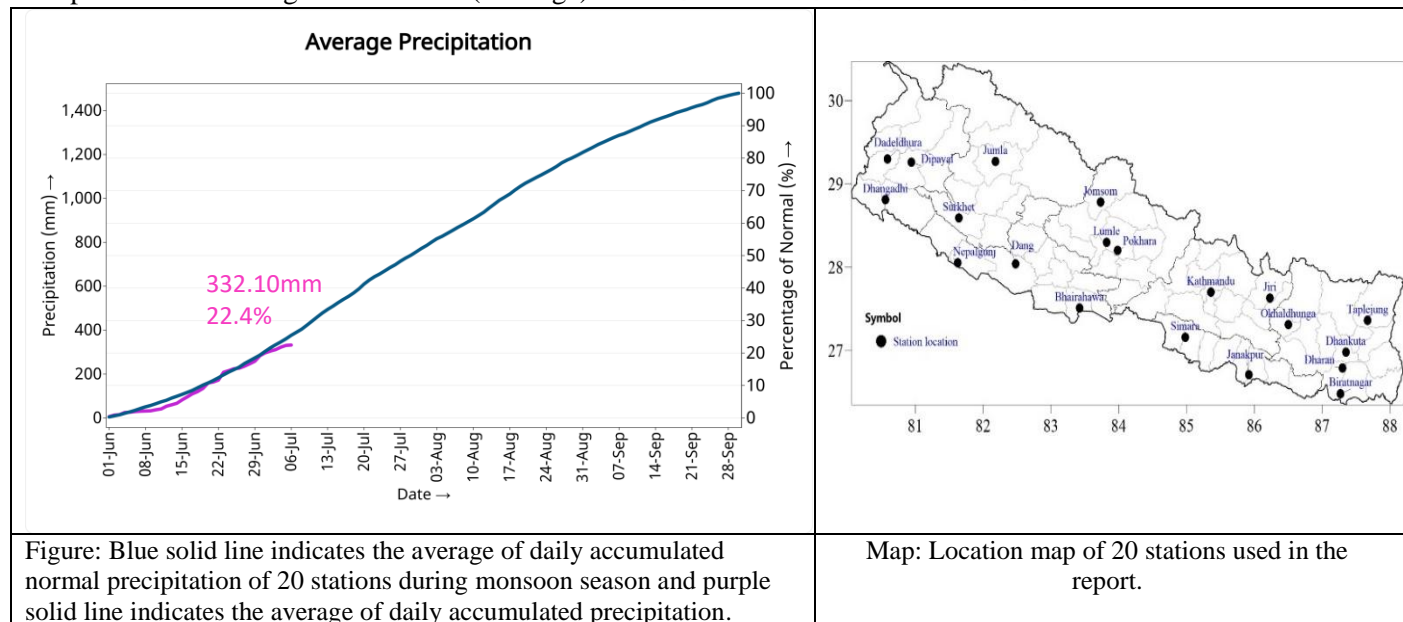 Average Precipitation
Precipitation (mm) →
1,400
1,200
1,000
800
600
400
200
0
332.10mm
22.4%
100
90
80
70
60
50
40
30
20
10
0
Percentage of Normal (%) →
01-Jun
08-Jun
15-Jun
22-Jun
29-Jun
06-Jul
13-Jul
20-Jul
27-Jul
03-Aug
10-Aug
17-Aug
24-Aug
31-Aug
07-Sep
14-Sep
21-Sep
28-Sep
Date →
30
29
28
27
Dadeldhura
Dipayal
Jumla
Dhangadhi
Surkhet
Jomsom
Lumle
Pokhara
Nepalgunj
Dang
Bhairahawa
Kathmandu
Jiri
Simara
Okhaldhunga
Taplejung
Janakpur
Dhankuta
Dharan
Biratnagar
Symbol
Station location
81
82
83
84
85
86
87
88
Figure: Blue solid line indicates the average of daily accumulated
normal precipitation of 20 stations during monsoon season and purple
solid line indicates the average of daily accumulated precipitation.
Map: Location map of 20 stations used in the
report.